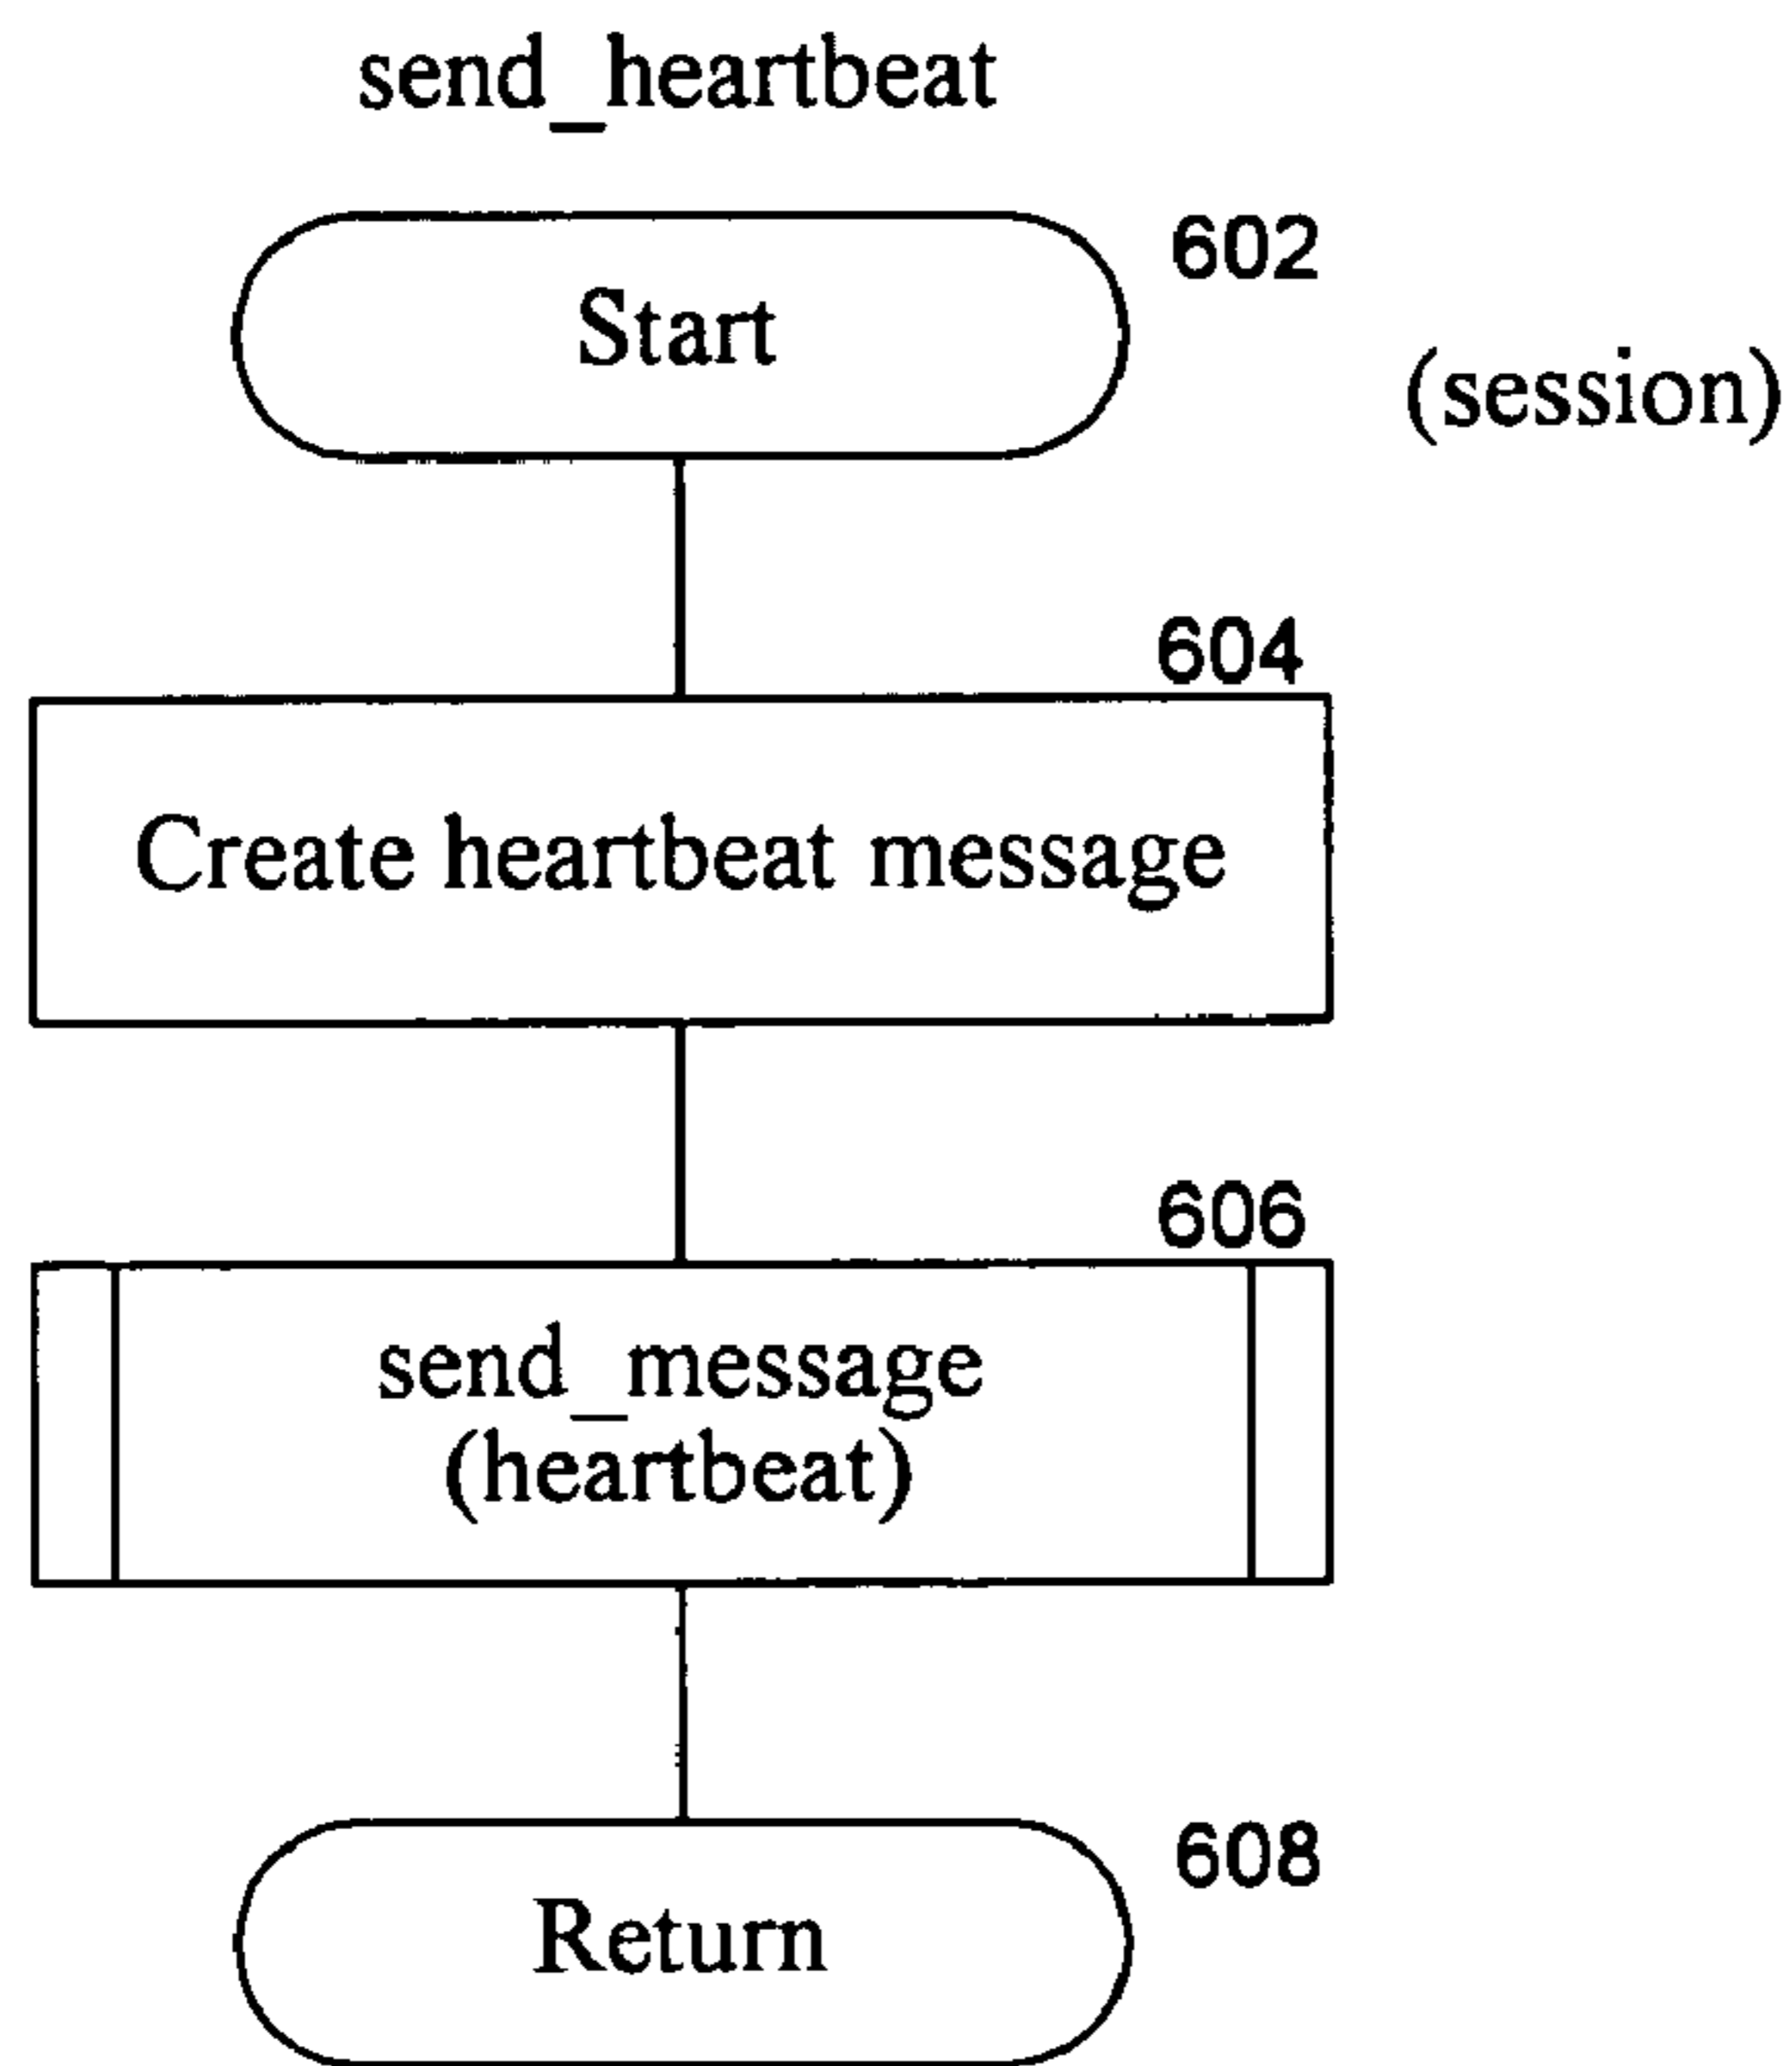 send_heartbeat
602
Start
(session)
604
Create heartbeat message
606
send_message
(heartbeat)
608
Return